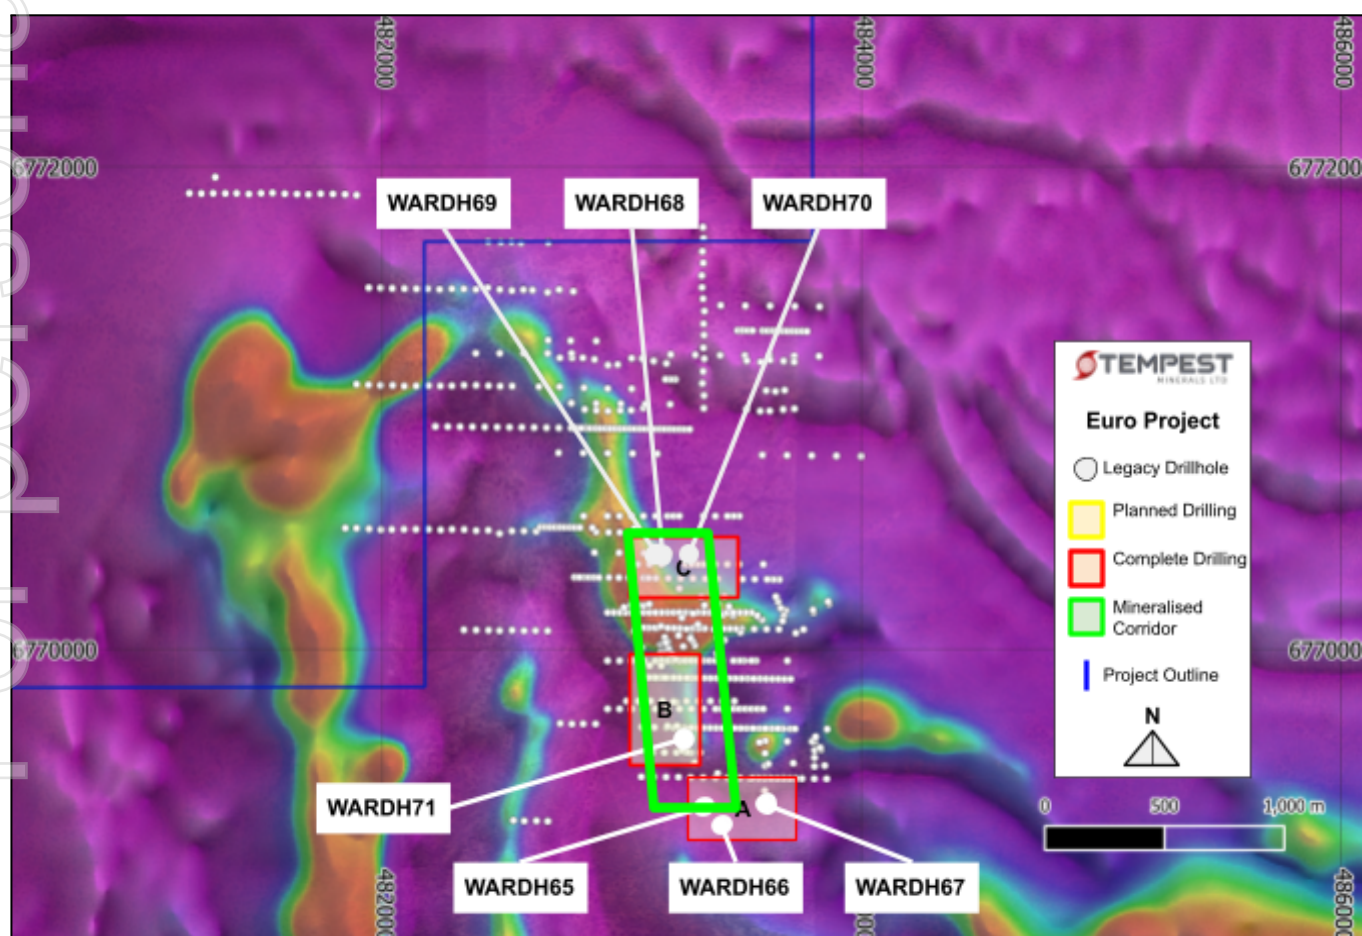 482000
484000
486000
6772000
677200
WARDH69
WARDH68
WARDH70
TEMPEST
MINERALS LTD
Euro Project
Legacy Drillhole
Planned Drilling
Complete Drilling
Mineralised
Corridor
Project Outline
N
C
6770000
677000
B
A
WARDH71
0
500
1,000 m
WARDH65
WARDH66
WARDH67
482000
486000